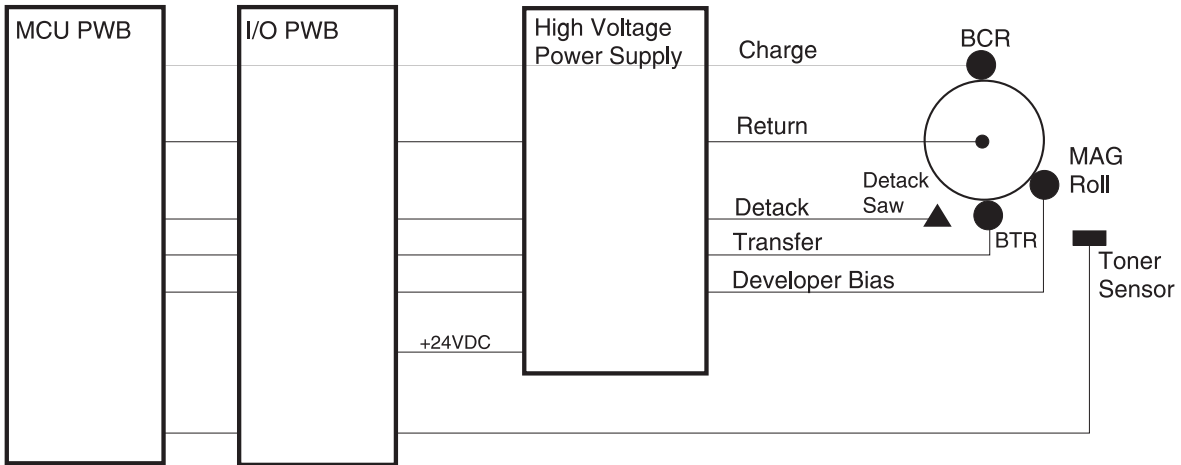 MCU PWB
I/O PWB
High Voltage
Power Supply
Charge
BCR
Return
MAG
Roll
Detack
Saw
Detack
Transfer
BTR
Developer Bias
Toner
Sensor
+24VDC